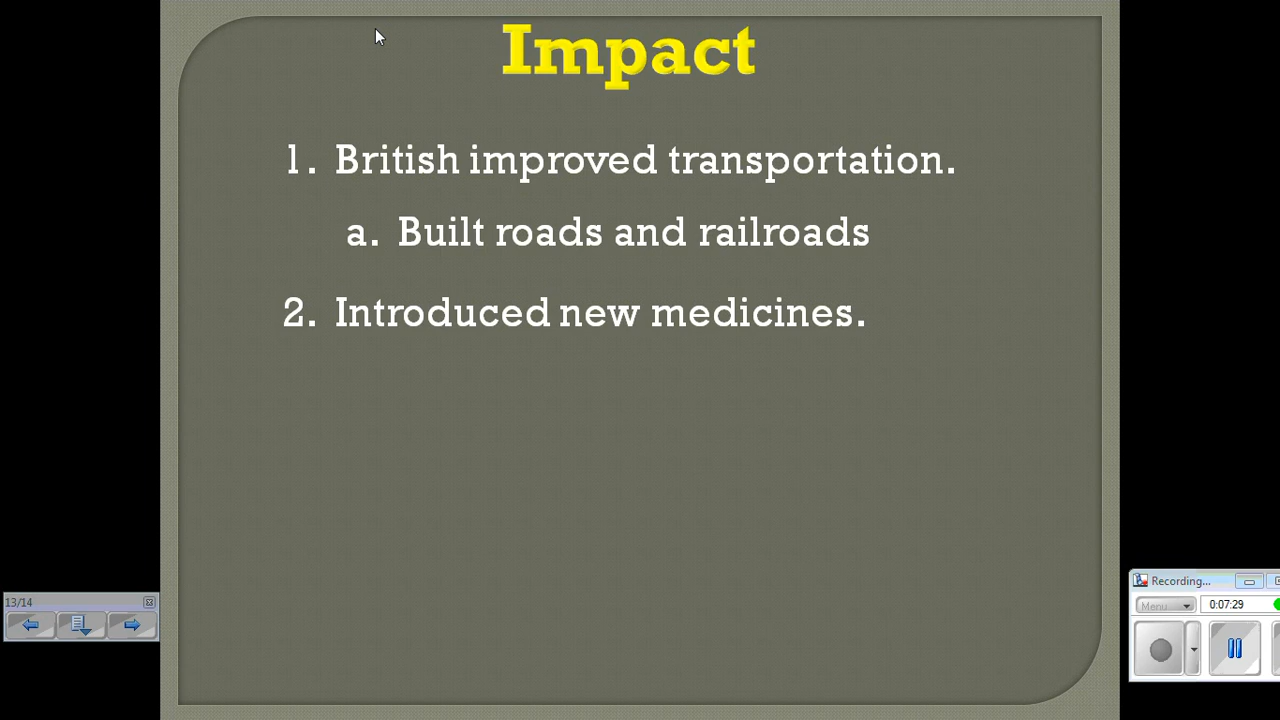 Impact
1. British improved transportation.
a. Built roads and railroads
2. Introduced new medicines.
13/14
Recording...
Menu
0:07:29